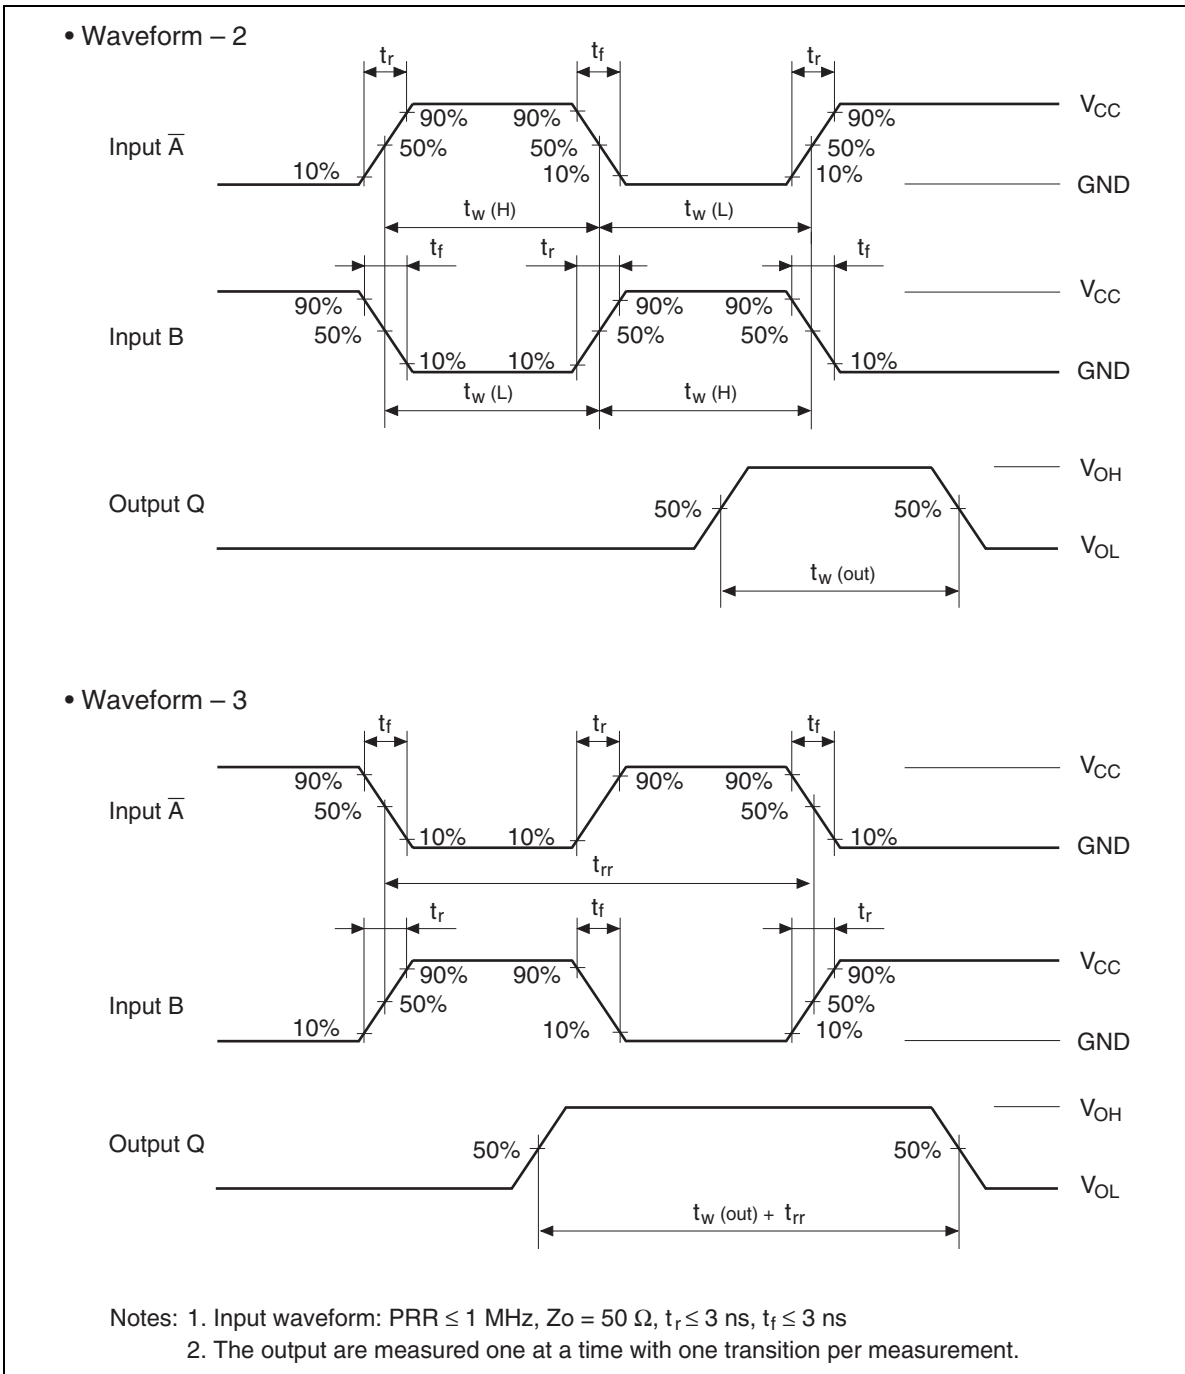 • Waveform – 2
tr tf tr
90% 90% 90% VCC
Input A̅ 50% 50% 50%
10% 10% 10% GND
tw (H) tw (L)
tf tr tf
VCC
90% 90% 90%
Input B 50% 50% 50%
10% 10% 10% GND
tw (L) tw (H)
VOH
Output Q 50% 50%
VOL
tw (out)
• Waveform – 3
tf tr tf
VCC
90% 90% 90%
Input A̅ 50% 50%
10% 10% 10% GND
trr
tr tf tr
VCC
90% 90% 90%
Input B 50% 50%
10% 10% 10% GND
VOH
Output Q 50% 50%
VOL
tw (out) + trr
Notes: 1. Input waveform: PRR ≤ 1 MHz, Zo = 50 Ω, tr ≤ 3 ns, tf ≤ 3 ns
2. The output are measured one at a time with one transition per measurement.